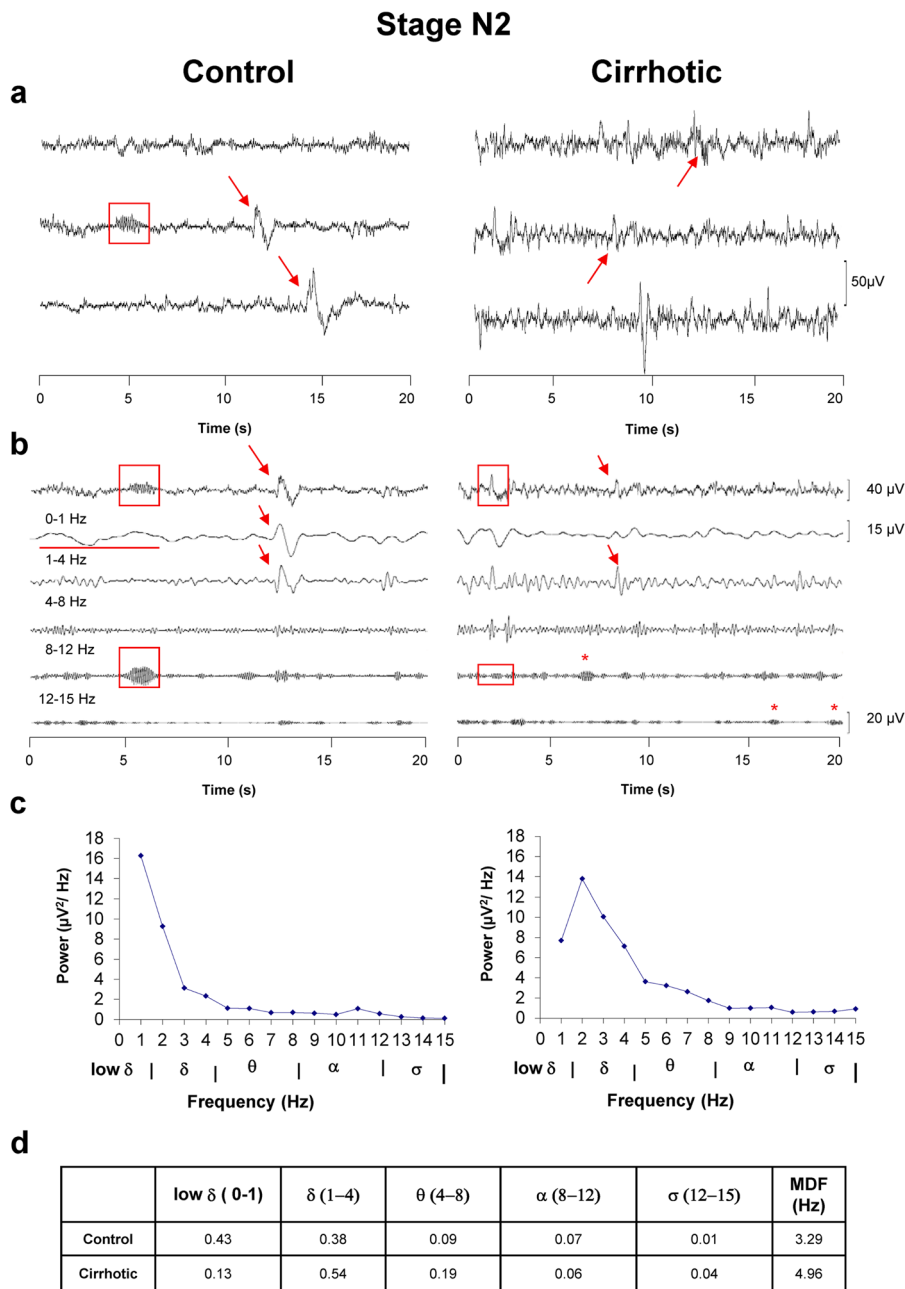 Stage N2
Control Cirrhotic
a
50μV
0 5 10 15 20
Time (s)
0 5 10 15 20
Time (s)
b
40 μV
0-1 Hz
15 μV
1-4 Hz
4-8 Hz
8-12 Hz
* 
12-15 Hz
* *
20 μV
0 5 10 15 20
Time (s)
0 5 10 15 20
Time (s)
c
Power (μV²/ Hz)
18
16
14
12
10
8
6
4
2
0
0 1 2 3 4 5 6 7 8 9 10 11 12 13 14 15
low δ | δ | θ | α | σ |
Frequency (Hz)
Power (μV²/ Hz)
18
16
14
12
10
8
6
4
2
0
0 1 2 3 4 5 6 7 8 9 10 11 12 13 14 15
low δ | δ | θ | α | σ |
Frequency (Hz)
d
low δ ( 0-1) δ (1–4) θ (4–8) α (8–12) σ (12–15) MDF (Hz)
Control 0.43 0.38 0.09 0.07 0.01 3.29
Cirrhotic 0.13 0.54 0.19 0.06 0.04 4.96